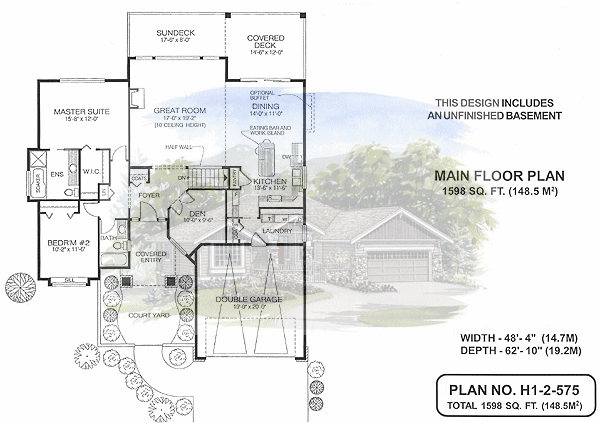 SUNDECK
17'-6" x 8'-0"
COVERED
DECK
14'-6" x 12'-0"
MASTER SUITE
15'-8" x 12'-0"
GREAT ROOM
17'-0" x 19'-2"
(10' CEILING HEIGHT)
OPTIONAL
BUFFET
DINING
14'-0" x 11'-0"
EATING BAR AND
WORK ISLAND
HALF WALL
DW
ENS
W.I.C.
SOAKER
COATS
DN
PANTRY
KITCHEN
13'-6" x 11'-6"
FOYER
DEN
10'-0" x 9'-2"
T
W
LAUNDRY
BEDR'M #2
10'-2" x 11'-6"
BATH
COVERED
ENTRY
DOUBLE GARAGE
19'-0" x 20'-0"
COURT YARD
THIS DESIGN INCLUDES
AN UNFINISHED BASEMENT
MAIN FLOOR PLAN
1598 SQ. FT. (148.5 M²)
WIDTH - 48'- 4" (14.7M)
DEPTH - 62'- 10" (19.2M)
PLAN NO. H1-2-575
TOTAL 1598 SQ. FT. (148.5M²)